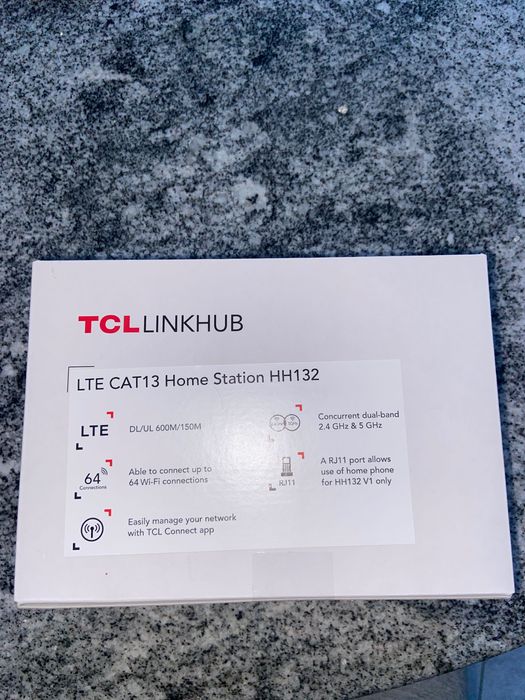 TCL LINKHUB
LTE CAT13 Home Station HH132
LTE
DL/UL 600M/150M
Concurrent dual-band
2.4 GHz & 5 GHz
64
Connections
Able to connect up to
64 Wi-Fi connections
RJ11
A RJ11 port allows
use of home phone
for HH132 V1 only
Easily manage your network
with TCL Connect app